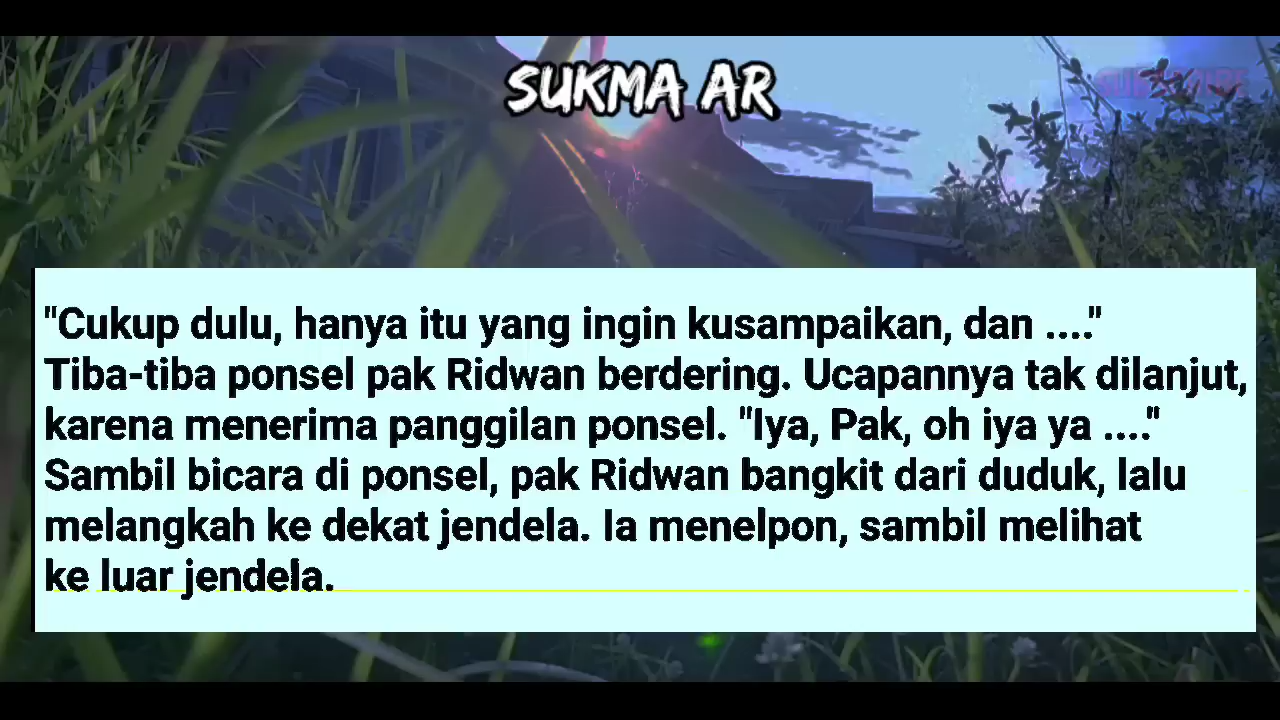 SUKMA AR
SUBSCRIBE
"Cukup dulu, hanya itu yang ingin kusampaikan, dan ...."
Tiba-tiba ponsel pak Ridwan berdering. Ucapannya tak dilanjut,
karena menerima panggilan ponsel. "Iya, Pak, oh iya ya ...."
Sambil bicara di ponsel, pak Ridwan bangkit dari duduk, lalu
melangkah ke dekat jendela. Ia menelpon, sambil melihat
ke luar jendela.